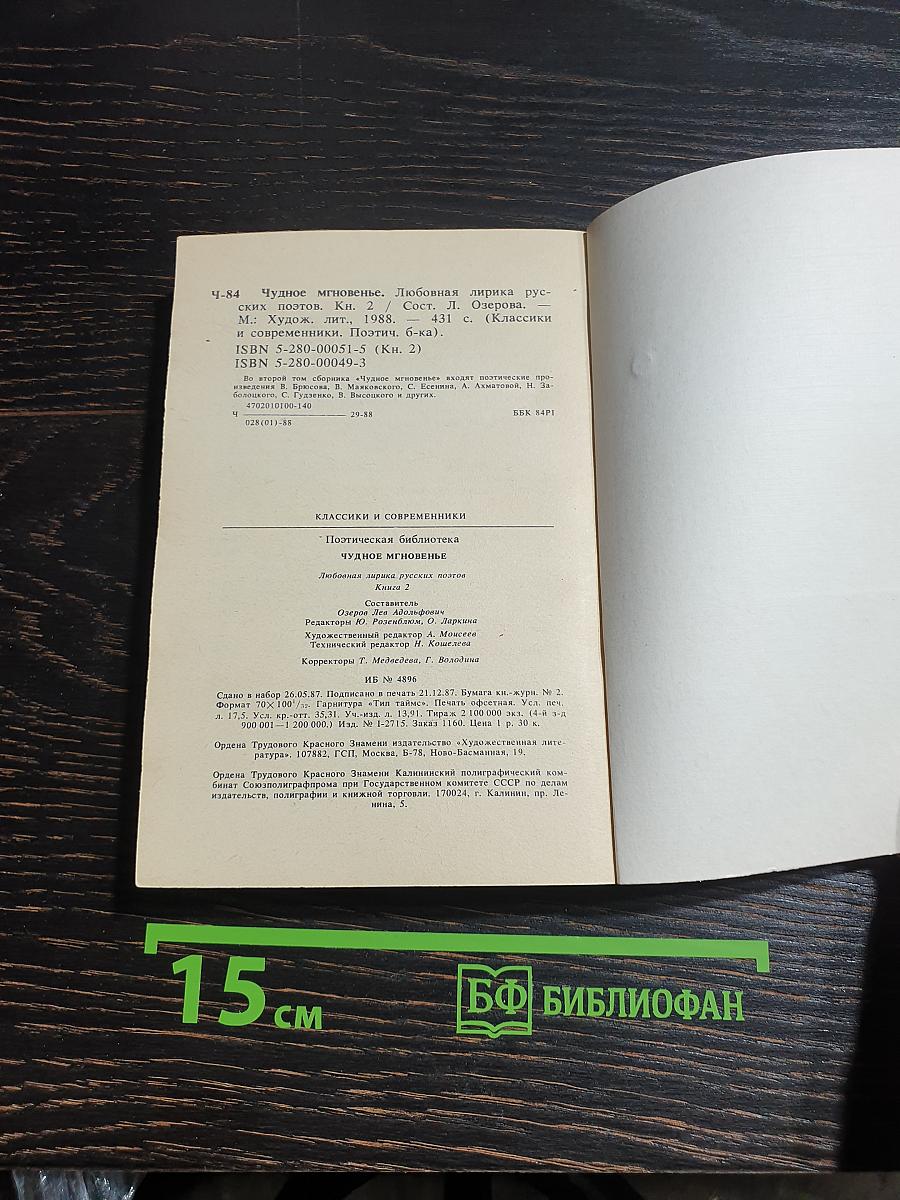 Ч-84 Чудное мгновенье. Любовная лирика рус-
ских поэтов. Кн. 2 / Сост. Л. Озерова. —
М.: Худож. лит., 1988. — 431 с. (Классики
и современники. Поэтич. б-ка).
ISBN 5-280-00051-5 (Кн. 2)
ISBN 5-280-00049-3
Во второй том сборника «Чудное мгновенье» входят поэтические про-
изведения В. Брюсова, В. Маяковского, С. Есенина, А. Ахматовой, Н. За-
болоцкого, С. Гудзенко, В. Высоцкого и других.
4702010100-140
Ч ———— 29-88 ББК 84Р1
028(01)-88
КЛАССИКИ И СОВРЕМЕННИКИ
Поэтическая библиотека
ЧУДНОЕ МГНОВЕНЬЕ
Любовная лирика русских поэтов
Книга 2
Составитель
Озеров Лев Адольфович
Редакторы Ю. Розенблюм, О. Ларкина
Художественный редактор А. Моисеев
Технический редактор Н. Кошелева
Корректоры Т. Медведева, Г. Володина
ИБ № 4896
Сдано в набор 26.05.87. Подписано в печать 21.12.87. Бумага кн.-журн. № 2.
Формат 70×100¹/₃₂. Гарнитура «Тип таймс». Печать офсетная. Усл. печ.
л. 17,5. Усл. кр.-отт. 35,31. Уч.-изд. л. 13,91. Тираж 2 100 000 экз. (4-й з-д
900 001—1 200 000.) Изд. № I-2715. Заказ 1160. Цена 1 р. 30 к.
Ордена Трудового Красного Знамени издательство «Художественная лите-
ратура». 107882, ГСП, Москва, Б-78, Ново-Басманная, 19.
Ордена Трудового Красного Знамени Калининский полиграфический ком-
бинат Союзполиграфпрома при Государственном комитете СССР по делам
издательств, полиграфии и книжной торговли. 170024, г. Калинин, пр. Ле-
нина, 5.
15 см БФ БИБЛИОФАН